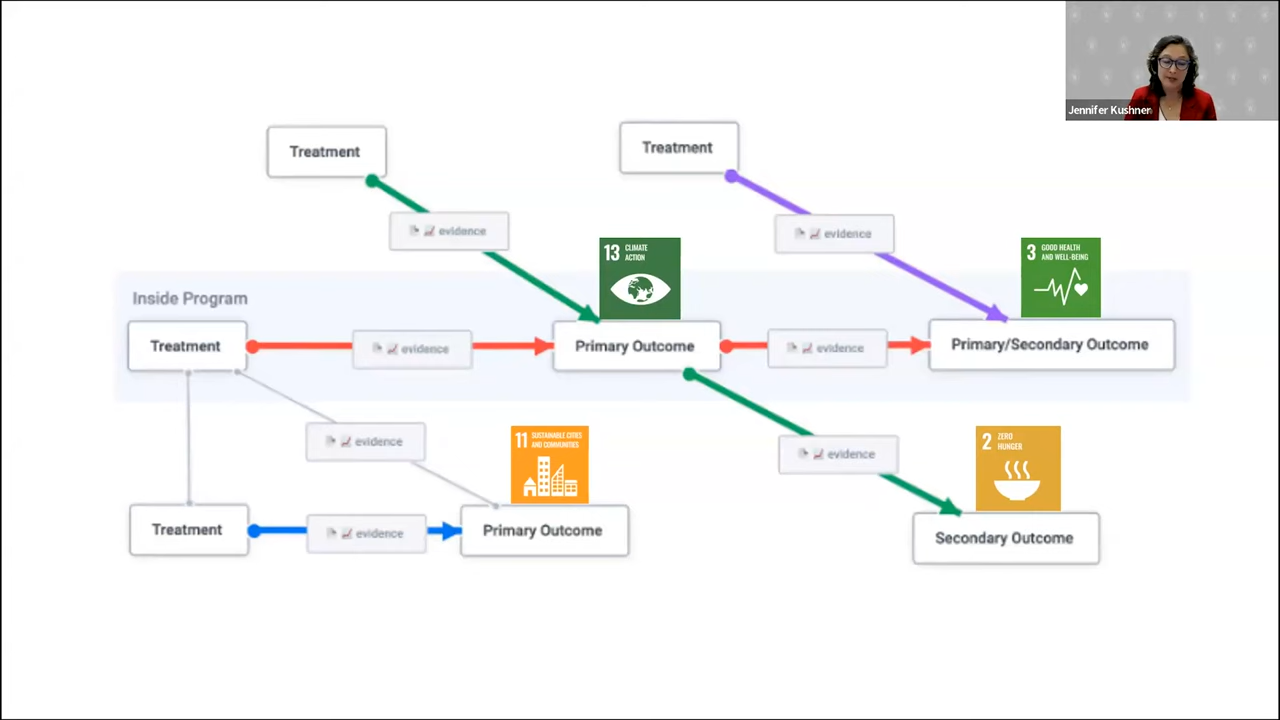 Jennifer Kushner
Treatment
Treatment
evidence
evidence
13 CLIMATE
ACTION
3 GOOD HEALTH
AND WELL-BEING
Inside Program
Treatment
evidence
Primary Outcome
evidence
Primary/Secondary Outcome
evidence
11 SUSTAINABLE CITIES
AND COMMUNITIES
evidence
2 ZERO
HUNGER
Treatment
evidence
Primary Outcome
Secondary Outcome